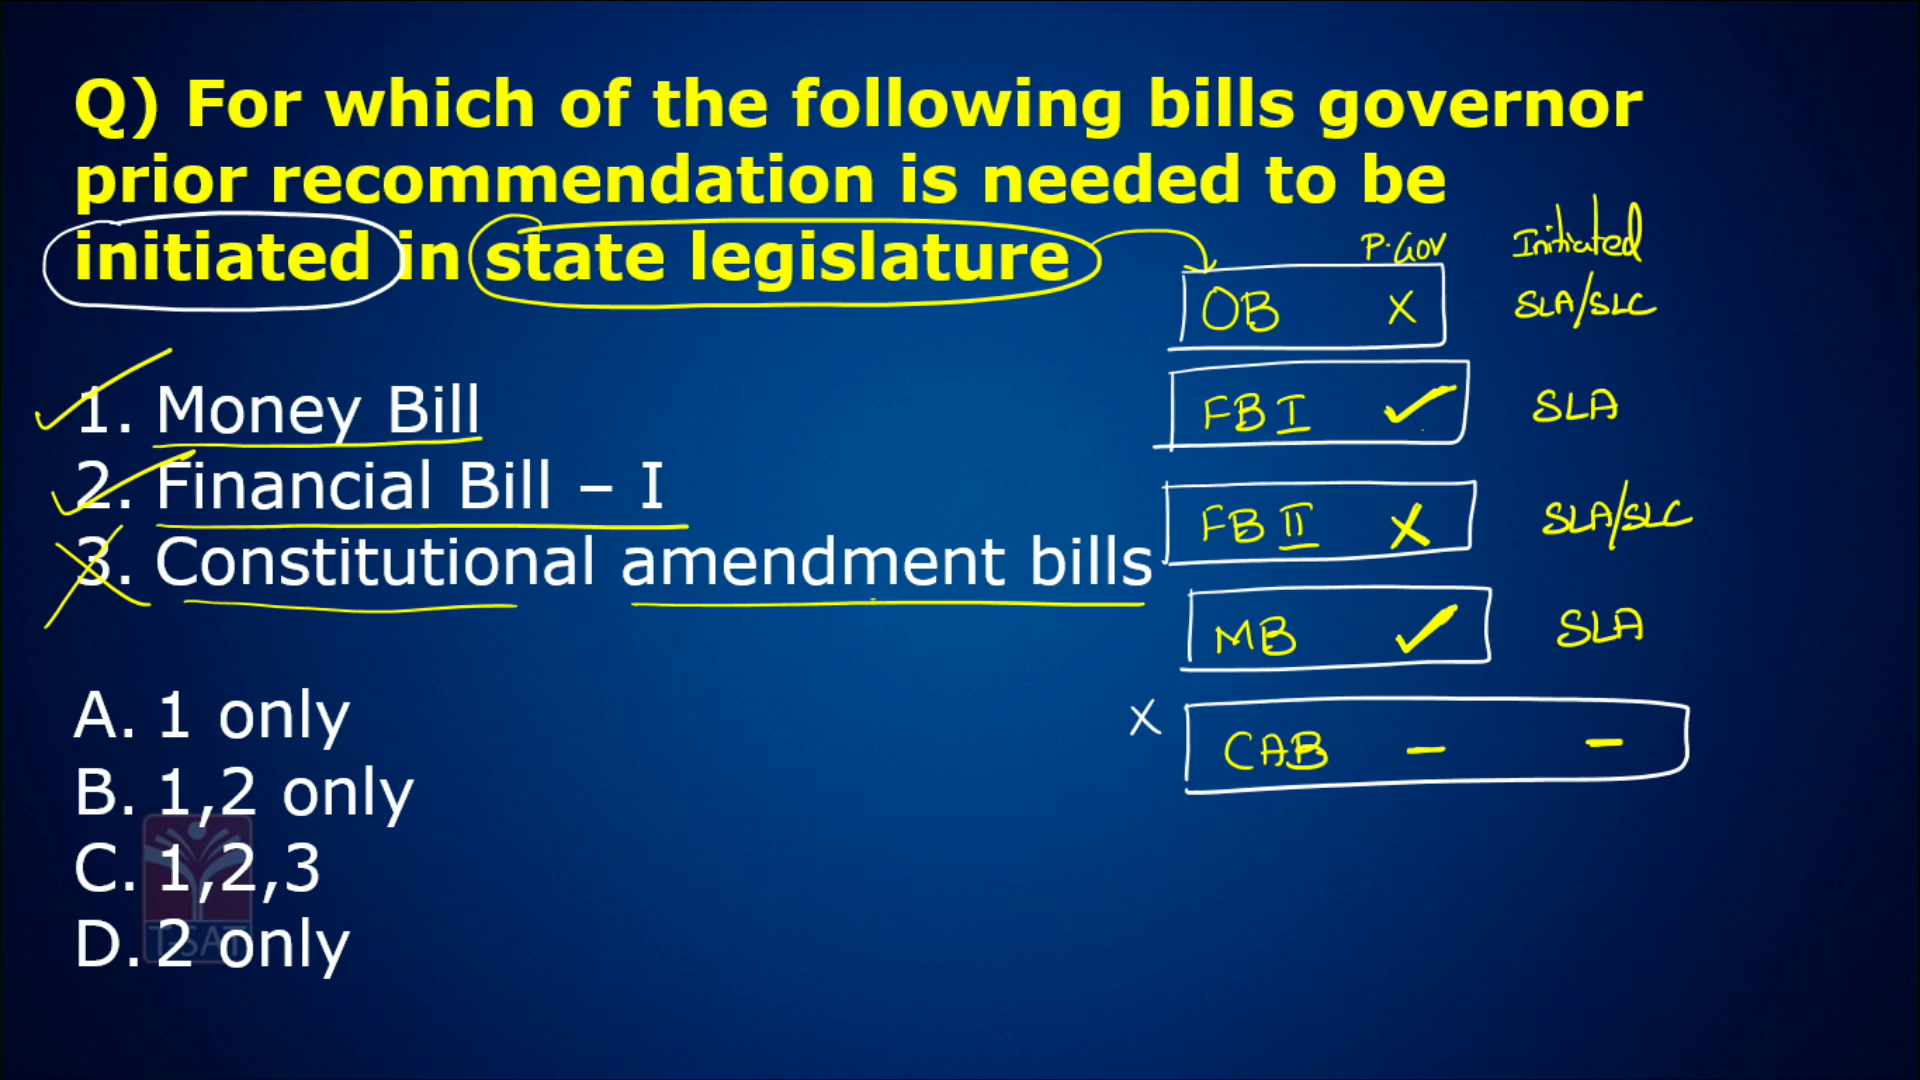 Q) For which of the following bills governor
prior recommendation is needed to be
initiated in state legislature
P.Gov Initiated
OB X SLA/SLC
1. Money Bill
FB I ✓ SLA
2. Financial Bill – I
FB II X SLA/SLC
3. Constitutional amendment bills
MB ✓ SLA
X CAB – –
A. 1 only
B. 1,2 only
C. 1,2,3
D. 2 only
T-SAT